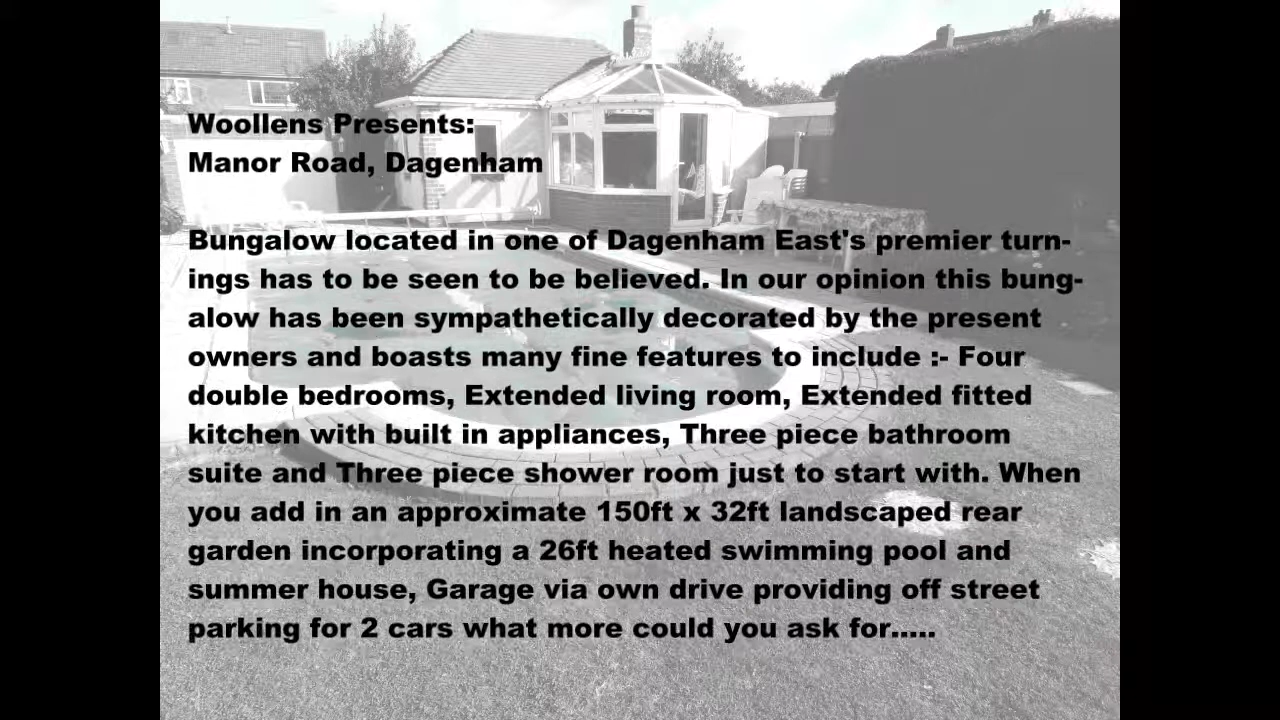 Woollens Presents:
Manor Road, Dagenham
Bungalow located in one of Dagenham East's premier turn-
ings has to be seen to be believed. In our opinion this bung-
alow has been sympathetically decorated by the present
owners and boasts many fine features to include :- Four
double bedrooms, Extended living room, Extended fitted
kitchen with built in appliances, Three piece bathroom
suite and Three piece shower room just to start with. When
you add in an approximate 150ft x 32ft landscaped rear
garden incorporating a 26ft heated swimming pool and
summer house, Garage via own drive providing off street
parking for 2 cars what more could you ask for.....